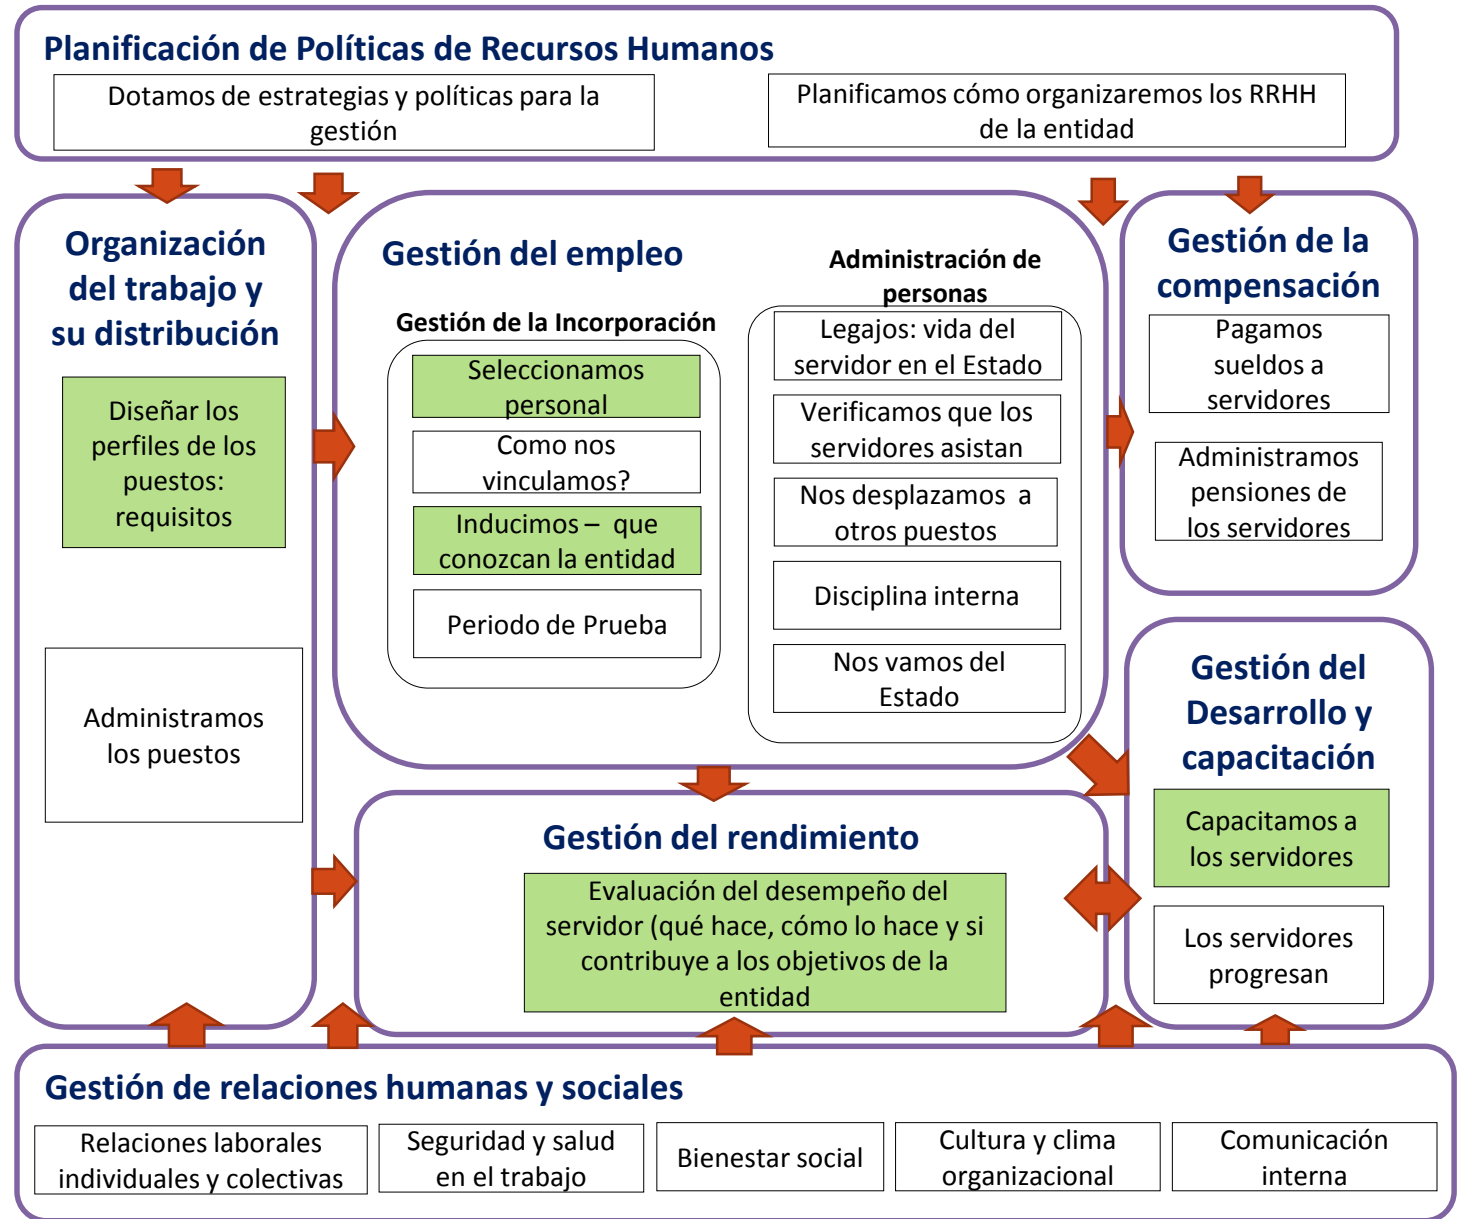 Planificación de Políticas de Recursos Humanos
Dotamos de estrategias y políticas para la
gestión
Planificamos cómo organizaremos los RRHH
de la entidad
Organización
del trabajo y
su distribución
Diseñar los
perfiles de los
puestos:
requisitos
Administramos
los puestos
Gestión del empleo
Gestión de la Incorporación
Seleccionamos
personal
Como nos
vinculamos?
Inducimos – que
conozcan la entidad
Periodo de Prueba
Administración de
personas
Legajos: vida del
servidor en el Estado
Verificamos que los
servidores asistan
Nos desplazamos a
otros puestos
Disciplina interna
Nos vamos del
Estado
Gestión de la
compensación
Pagamos
sueldos a
servidores
Administramos
pensiones de
los servidores
Gestión del rendimiento
Evaluación del desempeño del
servidor (qué hace, cómo lo hace y si
contribuye a los objetivos de la
entidad
Gestión del
Desarrollo y
capacitación
Capacitamos a
los servidores
Los servidores
progresan
Gestión de relaciones humanas y sociales
Relaciones laborales
individuales y colectivas
Seguridad y salud
en el trabajo
Bienestar social
Cultura y clima
organizacional
Comunicación
interna